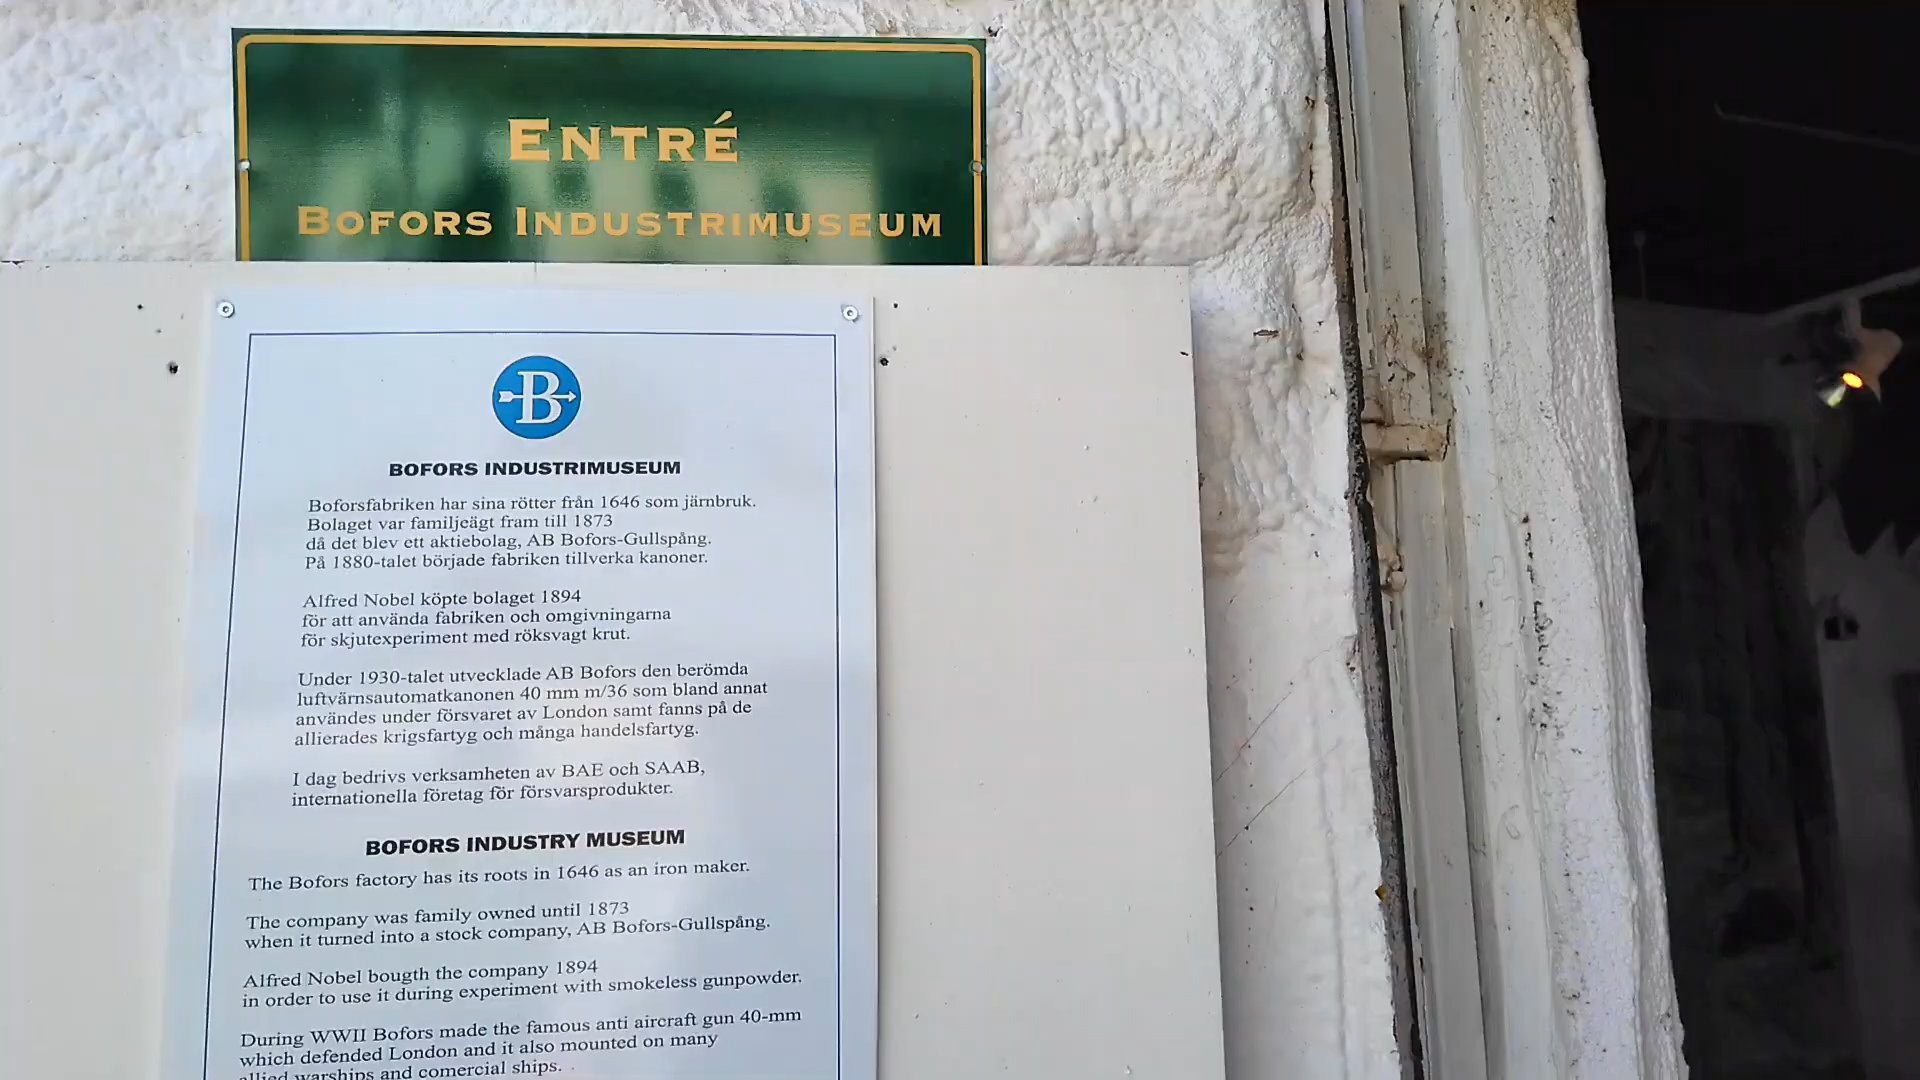 ENTRÉ
BOFORS INDUSTRIMUSEUM
B
BOFORS INDUSTRIMUSEUM
Boforsfabriken har sina rötter från 1646 som järnbruk.
Bolaget var familjeägt fram till 1873
då det blev ett aktiebolag, AB Bofors-Gullspång.
På 1880-talet började fabriken tillverka kanoner.
Alfred Nobel köpte bolaget 1894
för att använda fabriken och omgivningarna
för skjutexperiment med röksvagt krut.
Under 1930-talet utvecklade AB Bofors den berömda
luftvärnsautomatkanonen 40 mm m/36 som bland annat
användes under försvaret av London samt fanns på de
allierades krigsfartyg och många handelsfartyg.
I dag bedrivs verksamheten av BAE och SAAB,
internationella företag för försvarsprodukter.
BOFORS INDUSTRY MUSEUM
The Bofors factory has its roots in 1646 as an iron maker.
The company was family owned until 1873
when it turned into a stock company, AB Bofors-Gullspång.
Alfred Nobel bougth the company 1894
in order to use it during experiment with smokeless gunpowder.
During WWII Bofors made the famous anti aircraft gun 40-mm
which defended London and it also mounted on many
allied warships and comercial ships.